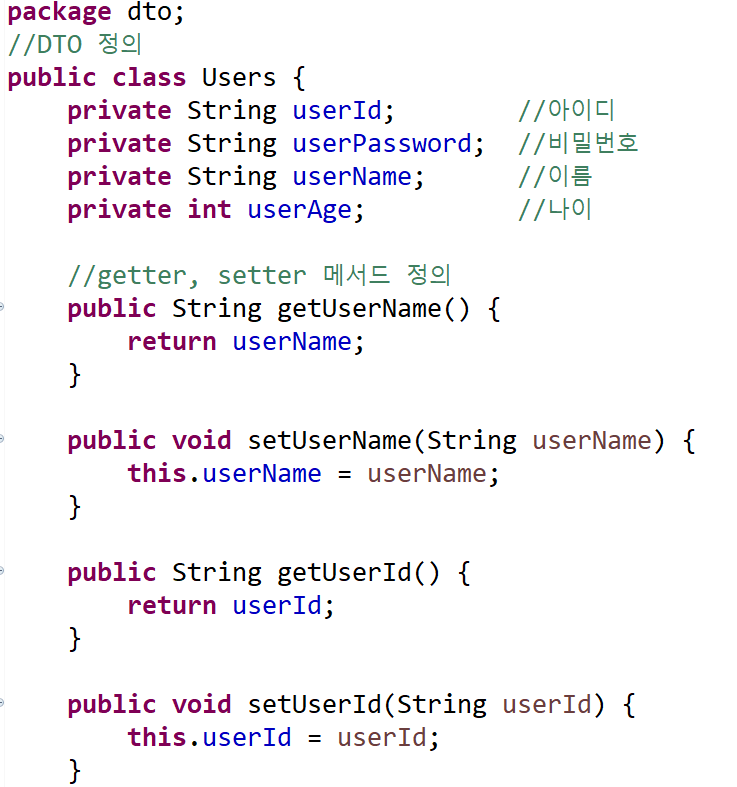 package dto;
//DTO 정의
public class Users {
    private String userId;        //아이디
    private String userPassword;  //비밀번호
    private String userName;      //이름
    private int userAge;          //나이

    //getter, setter 메서드 정의
    public String getUserName() {
        return userName;
    }

    public void setUserName(String userName) {
        this.userName = userName;
    }

    public String getUserId() {
        return userId;
    }

    public void setUserId(String userId) {
        this.userId = userId;
    }